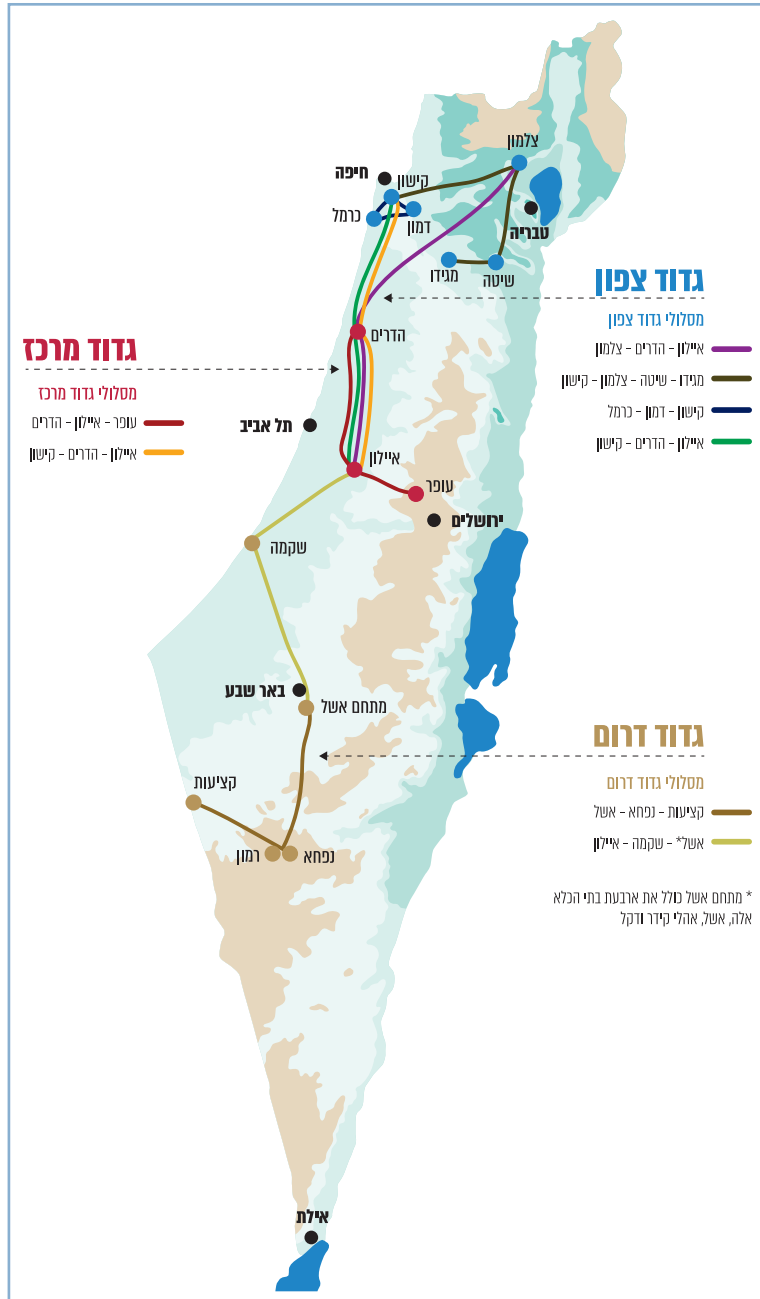 צלמון
חיפה
קישון
כרמל
דמון
טבריה
מגידו
שיטה
גדוד צפון
מסלולי גדוד צפון
איילון - הדרים - צלמון
מגידו - שיטה - צלמון - קישון
קישון - דמון - כרמל
איילון - הדרים - קישון
הדרים
גדוד מרכז
מסלולי גדוד מרכז
עופר - איילון - הדרים
איילון - הדרים - קישון
תל אביב
איילון
עופר
ירושלים
שקמה
באר שבע
מתחם אשל
גדוד דרום
מסלולי גדוד דרום
קציעות - נפחא - אשל
אשל* - שקמה - איילון
קציעות
רמון
נפחא
* מתחם אשל כולל את ארבעת בתי הכלא
אלה, אשל, אהלי קידר ודקל
אילת